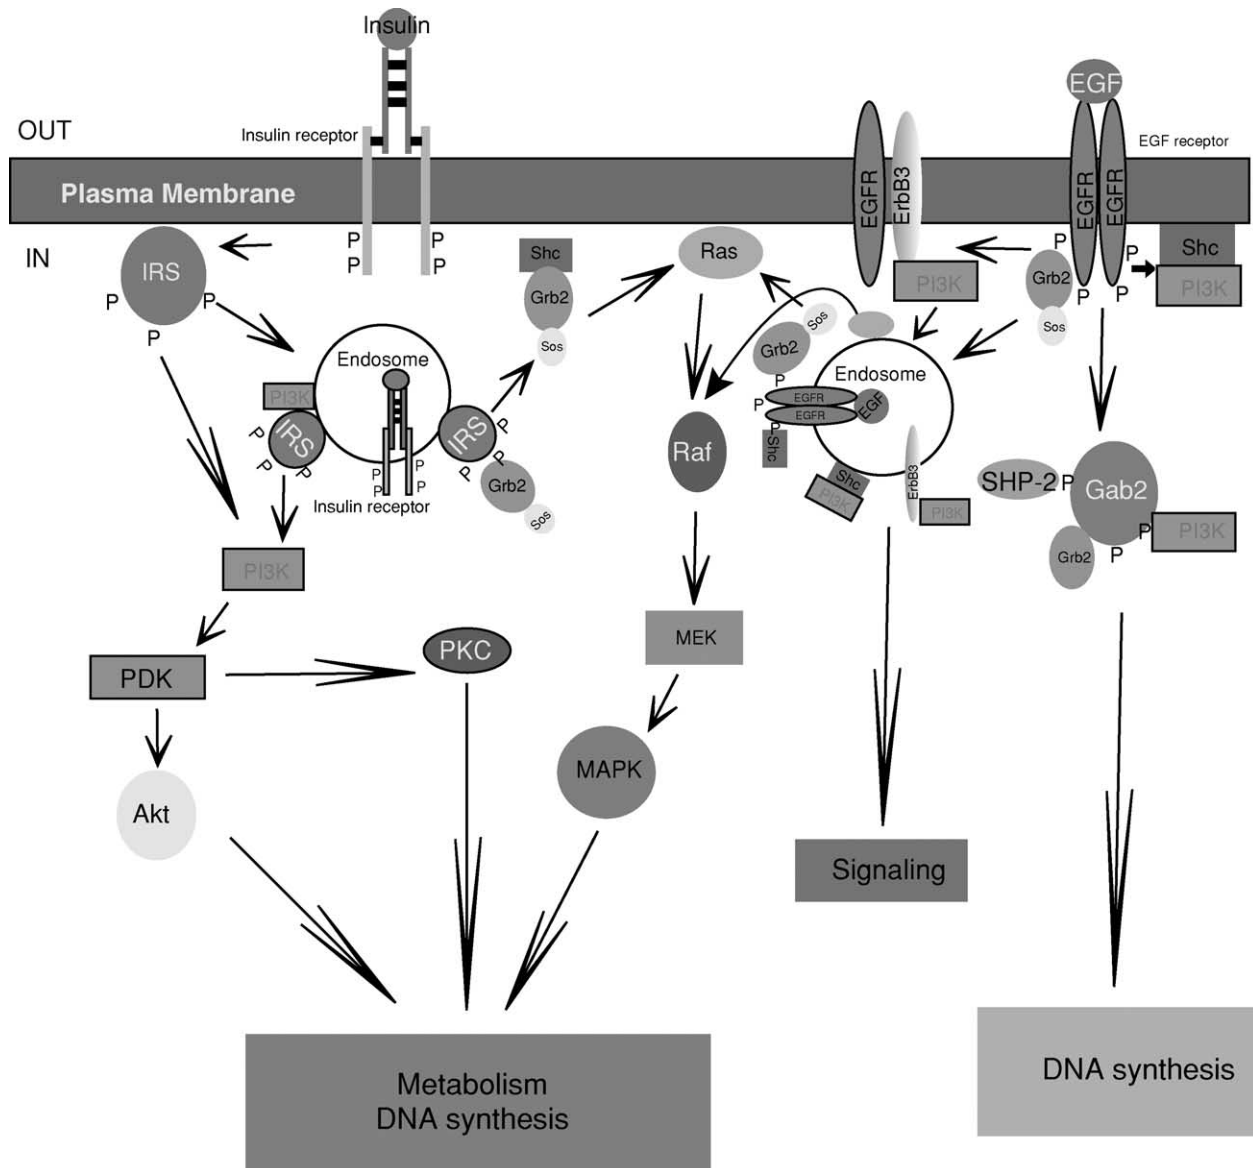 Insulin
EGF
OUT
Insulin receptor
EGF receptor
Plasma Membrane
EGFR
ErbB3
EGFR
EGFR
IN
P
P
P
P
IRS
P
P
P
Shc
Grb2
Sos
Ras
PI3K
P
Grb2
Sos
P
P
P
Shc
PI3K
Endosome
PI3K
IRS
P
P
P
IRS
P
P
P
P
P
P
P
P
Grb2
Sos
Insulin receptor
Sos
Grb2
P
P
EGFR
EGFR
EGF
P
Shc
Endosome
Shc
PI3K
ErbB3
PI3K
Raf
SHP-2
P
Gab2
P
PI3K
P
Grb2
PI3K
MEK
PKC
PDK
MAPK
Akt
Signaling
Metabolism
DNA synthesis
DNA synthesis